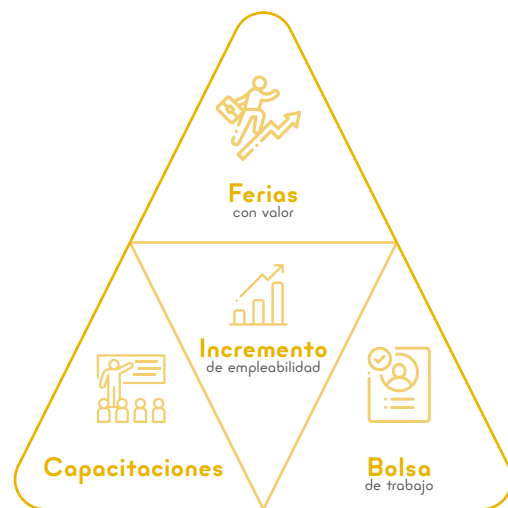 Ferias
con valor
Incremento
de empleabilidad
Capacitaciones
Bolsa
de trabajo